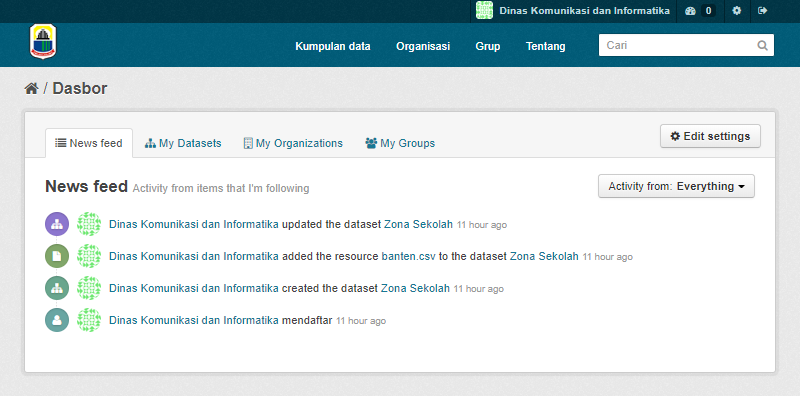 Dinas Komunikasi dan Informatika 0
Kumpulan data Organisasi Grup Tentang Cari
/ Dasbor
News feed My Datasets My Organizations My Groups Edit settings
News feed Activity from items that I'm following Activity from: Everything
Dinas Komunikasi dan Informatika updated the dataset Zona Sekolah 11 hour ago
Dinas Komunikasi dan Informatika added the resource banten.csv to the dataset Zona Sekolah 11 hour ago
Dinas Komunikasi dan Informatika created the dataset Zona Sekolah 11 hour ago
Dinas Komunikasi dan Informatika mendaftar 11 hour ago